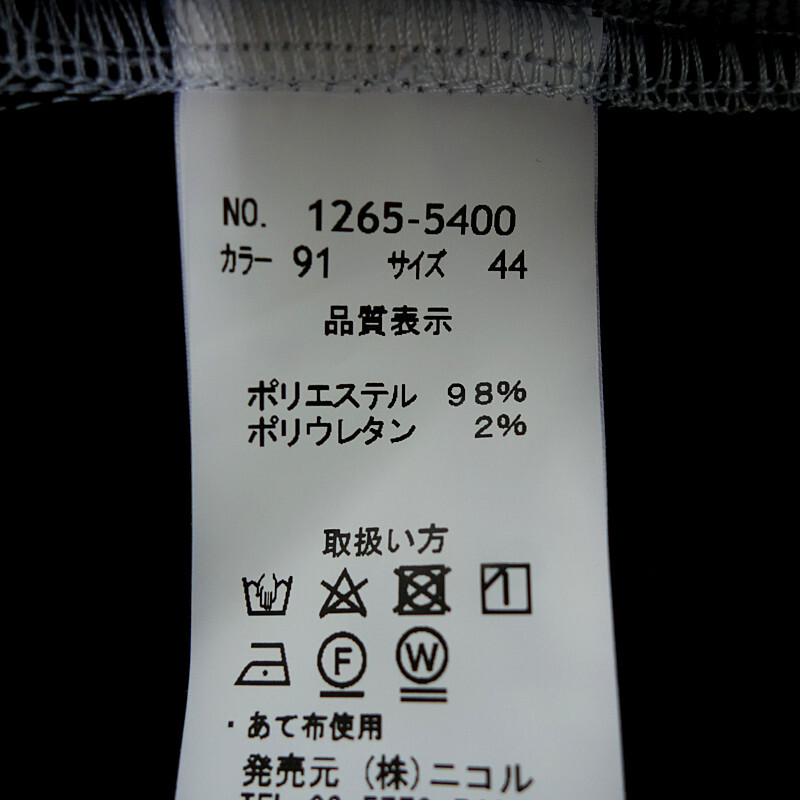 NO. 1265-5400
カラー 91 サイズ 44
品質表示
ポリエステル 98%
ポリウレタン 2%
取扱い方
F W
・あて布使用
発売元 (株)ニコル